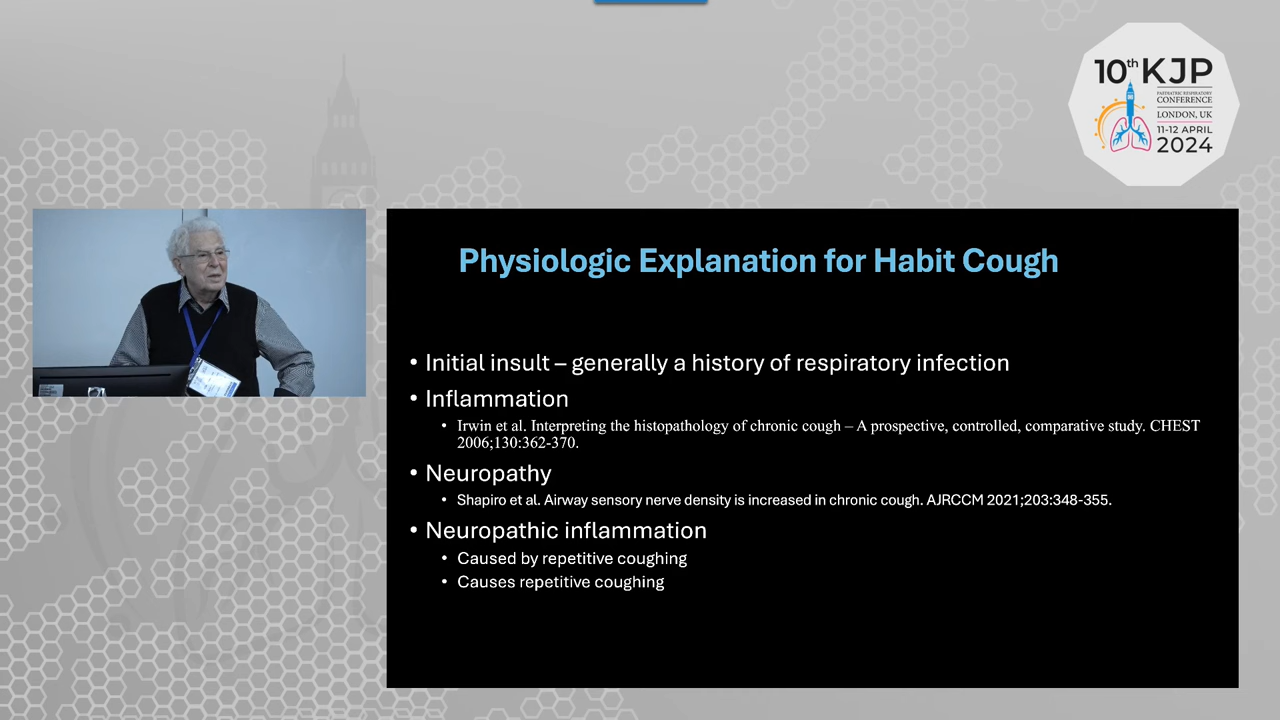 10th KJP
PAEDIATRIC RESPIRATORY
CONFERENCE
LONDON, UK
11-12 APRIL
2024
Physiologic Explanation for Habit Cough
• Initial insult – generally a history of respiratory infection
• Inflammation
• Irwin et al. Interpreting the histopathology of chronic cough – A prospective, controlled, comparative study. CHEST
2006;130:362-370.
• Neuropathy
• Shapiro et al. Airway sensory nerve density is increased in chronic cough. AJRCCM 2021;203:348-355.
• Neuropathic inflammation
• Caused by repetitive coughing
• Causes repetitive coughing